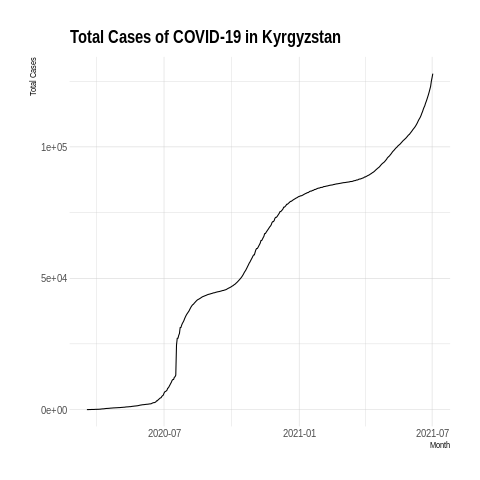 Total Cases of COVID-19 in Kyrgyzstan
Total Cases
1e+05
5e+04
0e+00
2020-07 2021-01 2021-07
Month